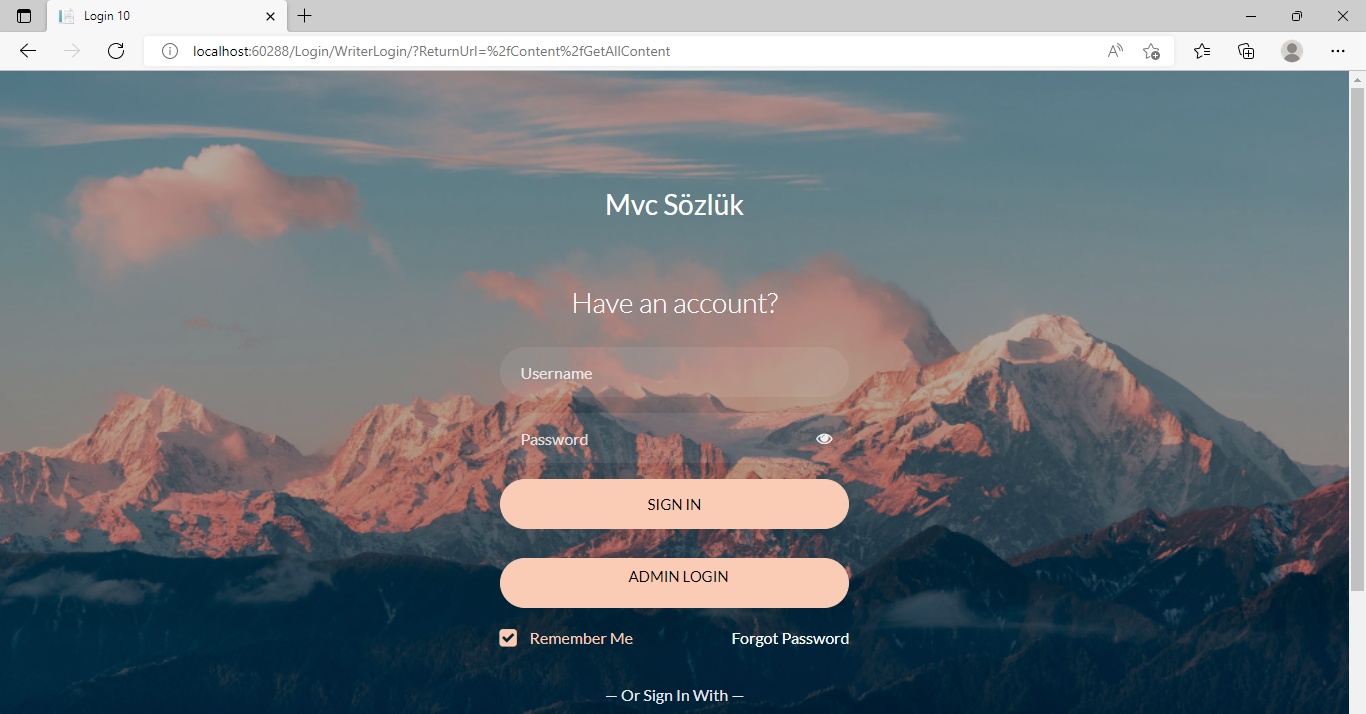 Login 10
localhost:60288/Login/WriterLogin/?ReturnUrl=%2fContent%2fGetAllContent
Mvc Sözlük
Have an account?
Username
Password
SIGN IN
ADMIN LOGIN
Remember Me Forgot Password
— Or Sign In With —